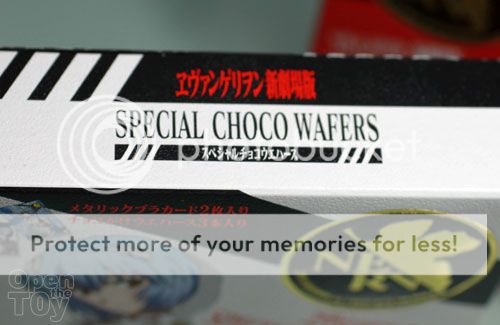 ヱヴァンゲリヲン新劇場版
SPECIAL CHOCO WAFERS
スペシャルチョコウエハース
メタリックプラカード2枚入り
Protect more of your memories for less!
NERV
Open
the
Toy